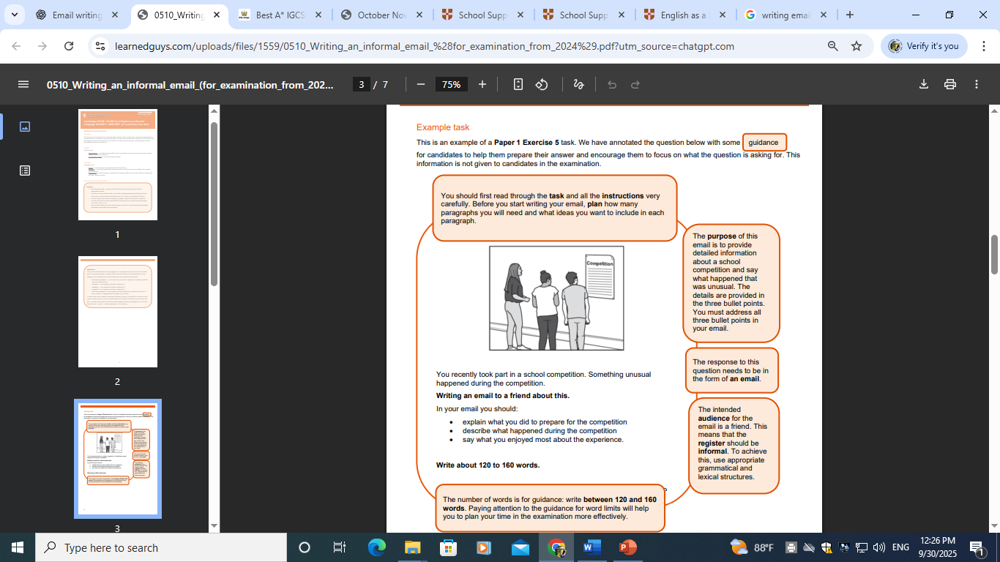 Email writing
0510_Writing
Best A* IGCS
October Nov
School Supp
School Supp
English as a S
writing email
learnedguys.com/uploads/files/1559/0510_Writing_an_informal_email_%28for_examination_from_2024%29.pdf?utm_source=chatgpt.com
Verify it's you
0510_Writing_an_informal_email_(for_examination_from_202...
3 / 7
75%
1
2
3
Example task
This is an example of a Paper 1 Exercise 5 task. We have annotated the question below with some guidance
for candidates to help them prepare their answer and encourage them to focus on what the question is asking for. This
information is not given to candidates in the examination.
You should first read through the task and all the instructions very
carefully. Before you start writing your email, plan how many
paragraphs you will need and what ideas you want to include in each
paragraph.
The purpose of this
email is to provide
detailed information
about a school
competition and say
what happened that
was unusual. The
details are provided in
the three bullet points.
You must address all
three bullet points in
your email.
Competition
The response to this
question needs to be in
the form of an email.
You recently took part in a school competition. Something unusual
happened during the competition.
Writing an email to a friend about this.
In your email you should:
• explain what you did to prepare for the competition
• describe what happened during the competition
• say what you enjoyed most about the experience.
The intended
audience for the
email is a friend. This
means that the
register should be
informal. To achieve
this, use appropriate
grammatical and
lexical structures.
Write about 120 to 160 words.
The number of words is for guidance: write between 120 and 160
words. Paying attention to the guidance for word limits will help
you to plan your time in the examination more effectively.
Type here to search
88°F
ENG
12:26 PM
9/30/2025
1